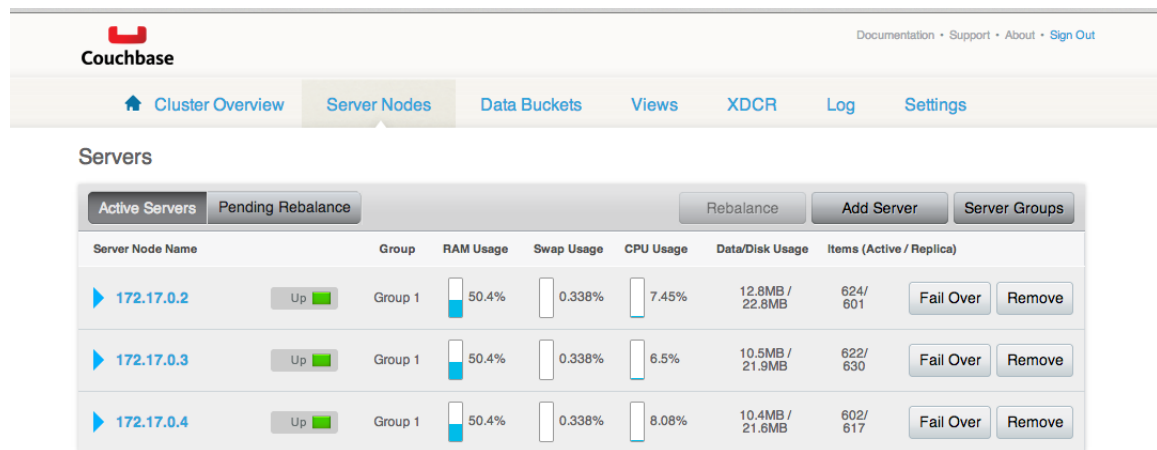 Couchbase
Documentation • Support • About • Sign Out
Cluster Overview Server Nodes Data Buckets Views XDCR Log Settings
Servers
Active Servers Pending Rebalance Rebalance Add Server Server Groups
Server Node Name Group RAM Usage Swap Usage CPU Usage Data/Disk Usage Items (Active / Replica)
172.17.0.2 Up Group 1 50.4% 0.338% 7.45% 12.8MB / 22.8MB 624/ 601 Fail Over Remove
172.17.0.3 Up Group 1 50.4% 0.338% 6.5% 10.5MB / 21.9MB 622/ 630 Fail Over Remove
172.17.0.4 Up Group 1 50.4% 0.338% 8.08% 10.4MB / 21.6MB 602/ 617 Fail Over Remove